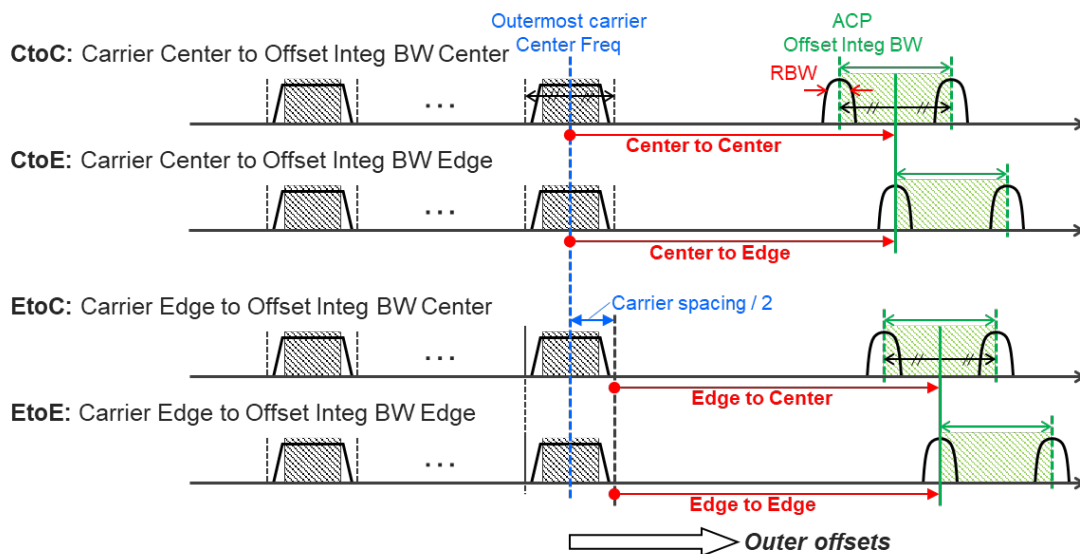 Outermost carrier
Center Freq
ACP
Offset Integ BW
CtoC: Carrier Center to Offset Integ BW Center
RBW
...
Center to Center
CtoE: Carrier Center to Offset Integ BW Edge
...
Center to Edge
EtoC: Carrier Edge to Offset Integ BW Center
Carrier spacing / 2
...
Edge to Center
EtoE: Carrier Edge to Offset Integ BW Edge
...
Edge to Edge
Outer offsets